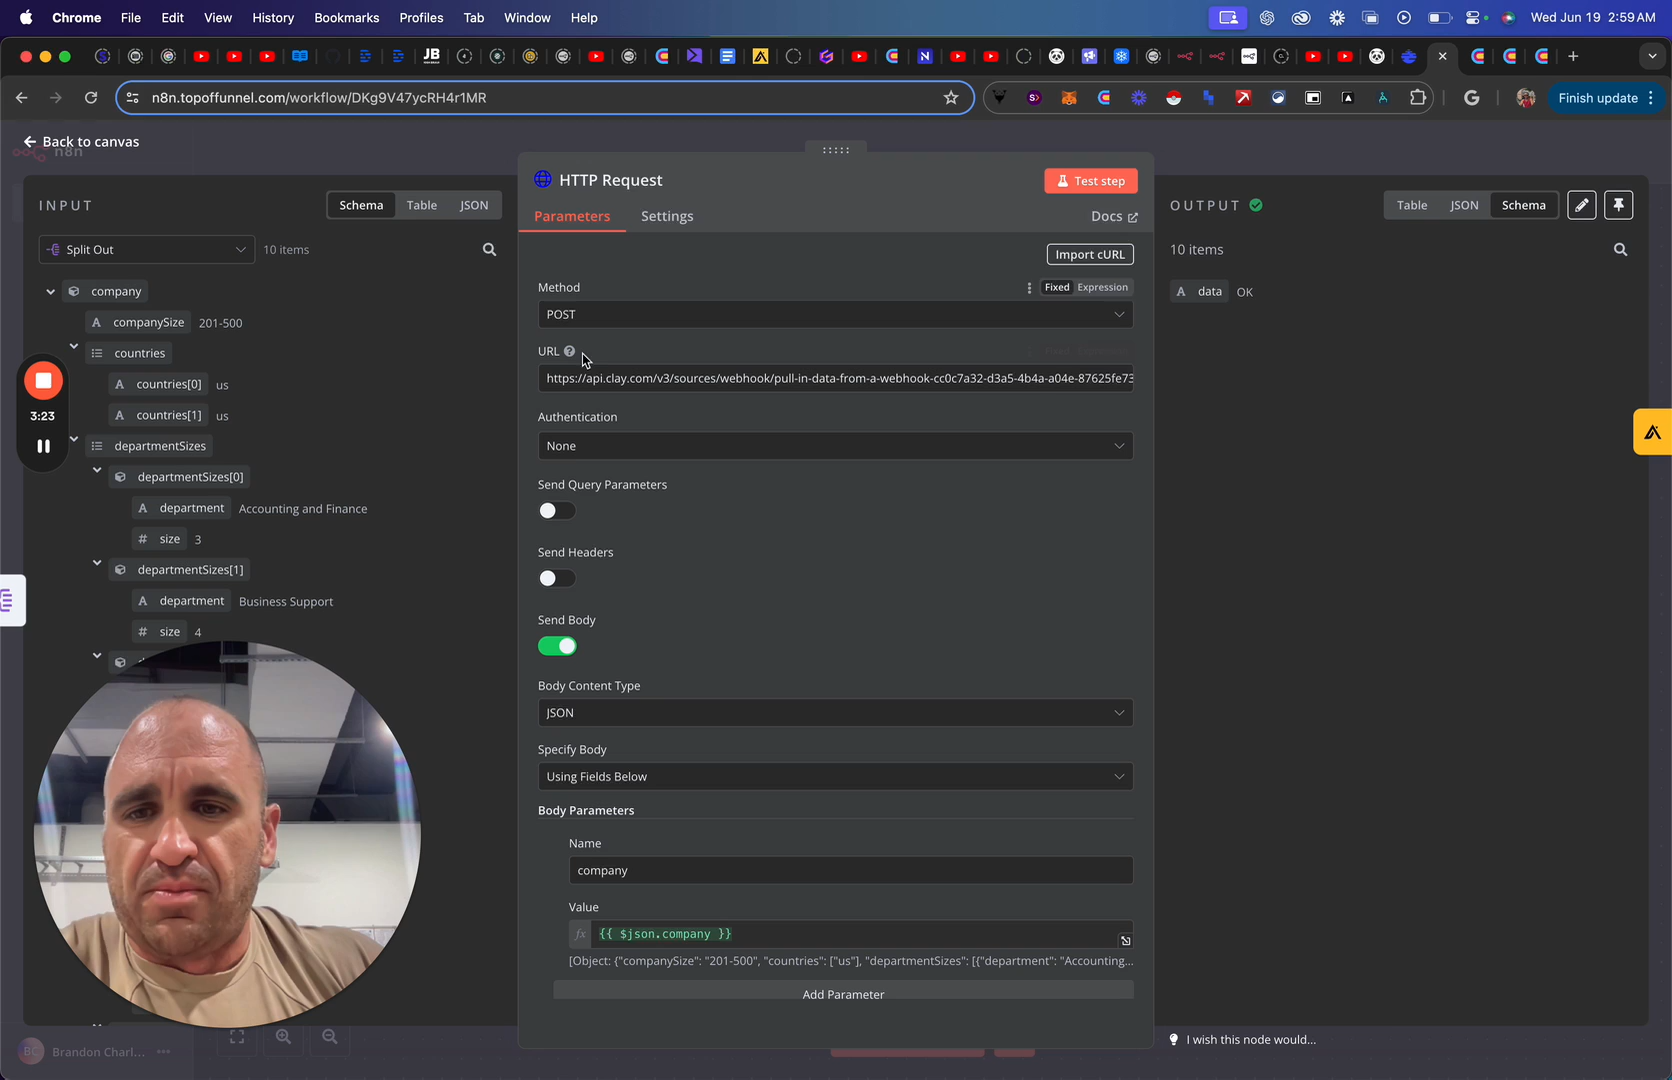 Chrome File Edit View History Bookmarks Profiles Tab Window Help Wed Jun 19 2:59 AM
JB
n8n.topoffunnel.com/workflow/DKg9V47ycRH4r1MR Finish update
Back to canvas
n8n
HTTP Request Test step
INPUT Schema Table JSON
Parameters Settings Docs
OUTPUT Table JSON Schema
Split Out 10 items
Import cURL
10 items
company
Method Fixed Expression
A data OK
POST
A companySize 201-500
countries
URL
A countries[0] us
https://api.clay.com/v3/sources/webhook/pull-in-data-from-a-webhook-cc0c7a32-d3a5-4b4a-a04e-87625fe73
A countries[1] us
3:23
Authentication
departmentSizes
None
departmentSizes[0]
Send Query Parameters
A department Accounting and Finance
# size 3
Send Headers
departmentSizes[1]
A department Business Support
Send Body
# size 4
Body Content Type
JSON
Specify Body
Using Fields Below
Body Parameters
Name
company
Value
fx {{ $json.company }}
[Object: {"companySize": "201-500", "countries": ["us"], "departmentSizes": [{"department": "Accounting...
Add Parameter
I wish this node would...
BC Brandon Charl...